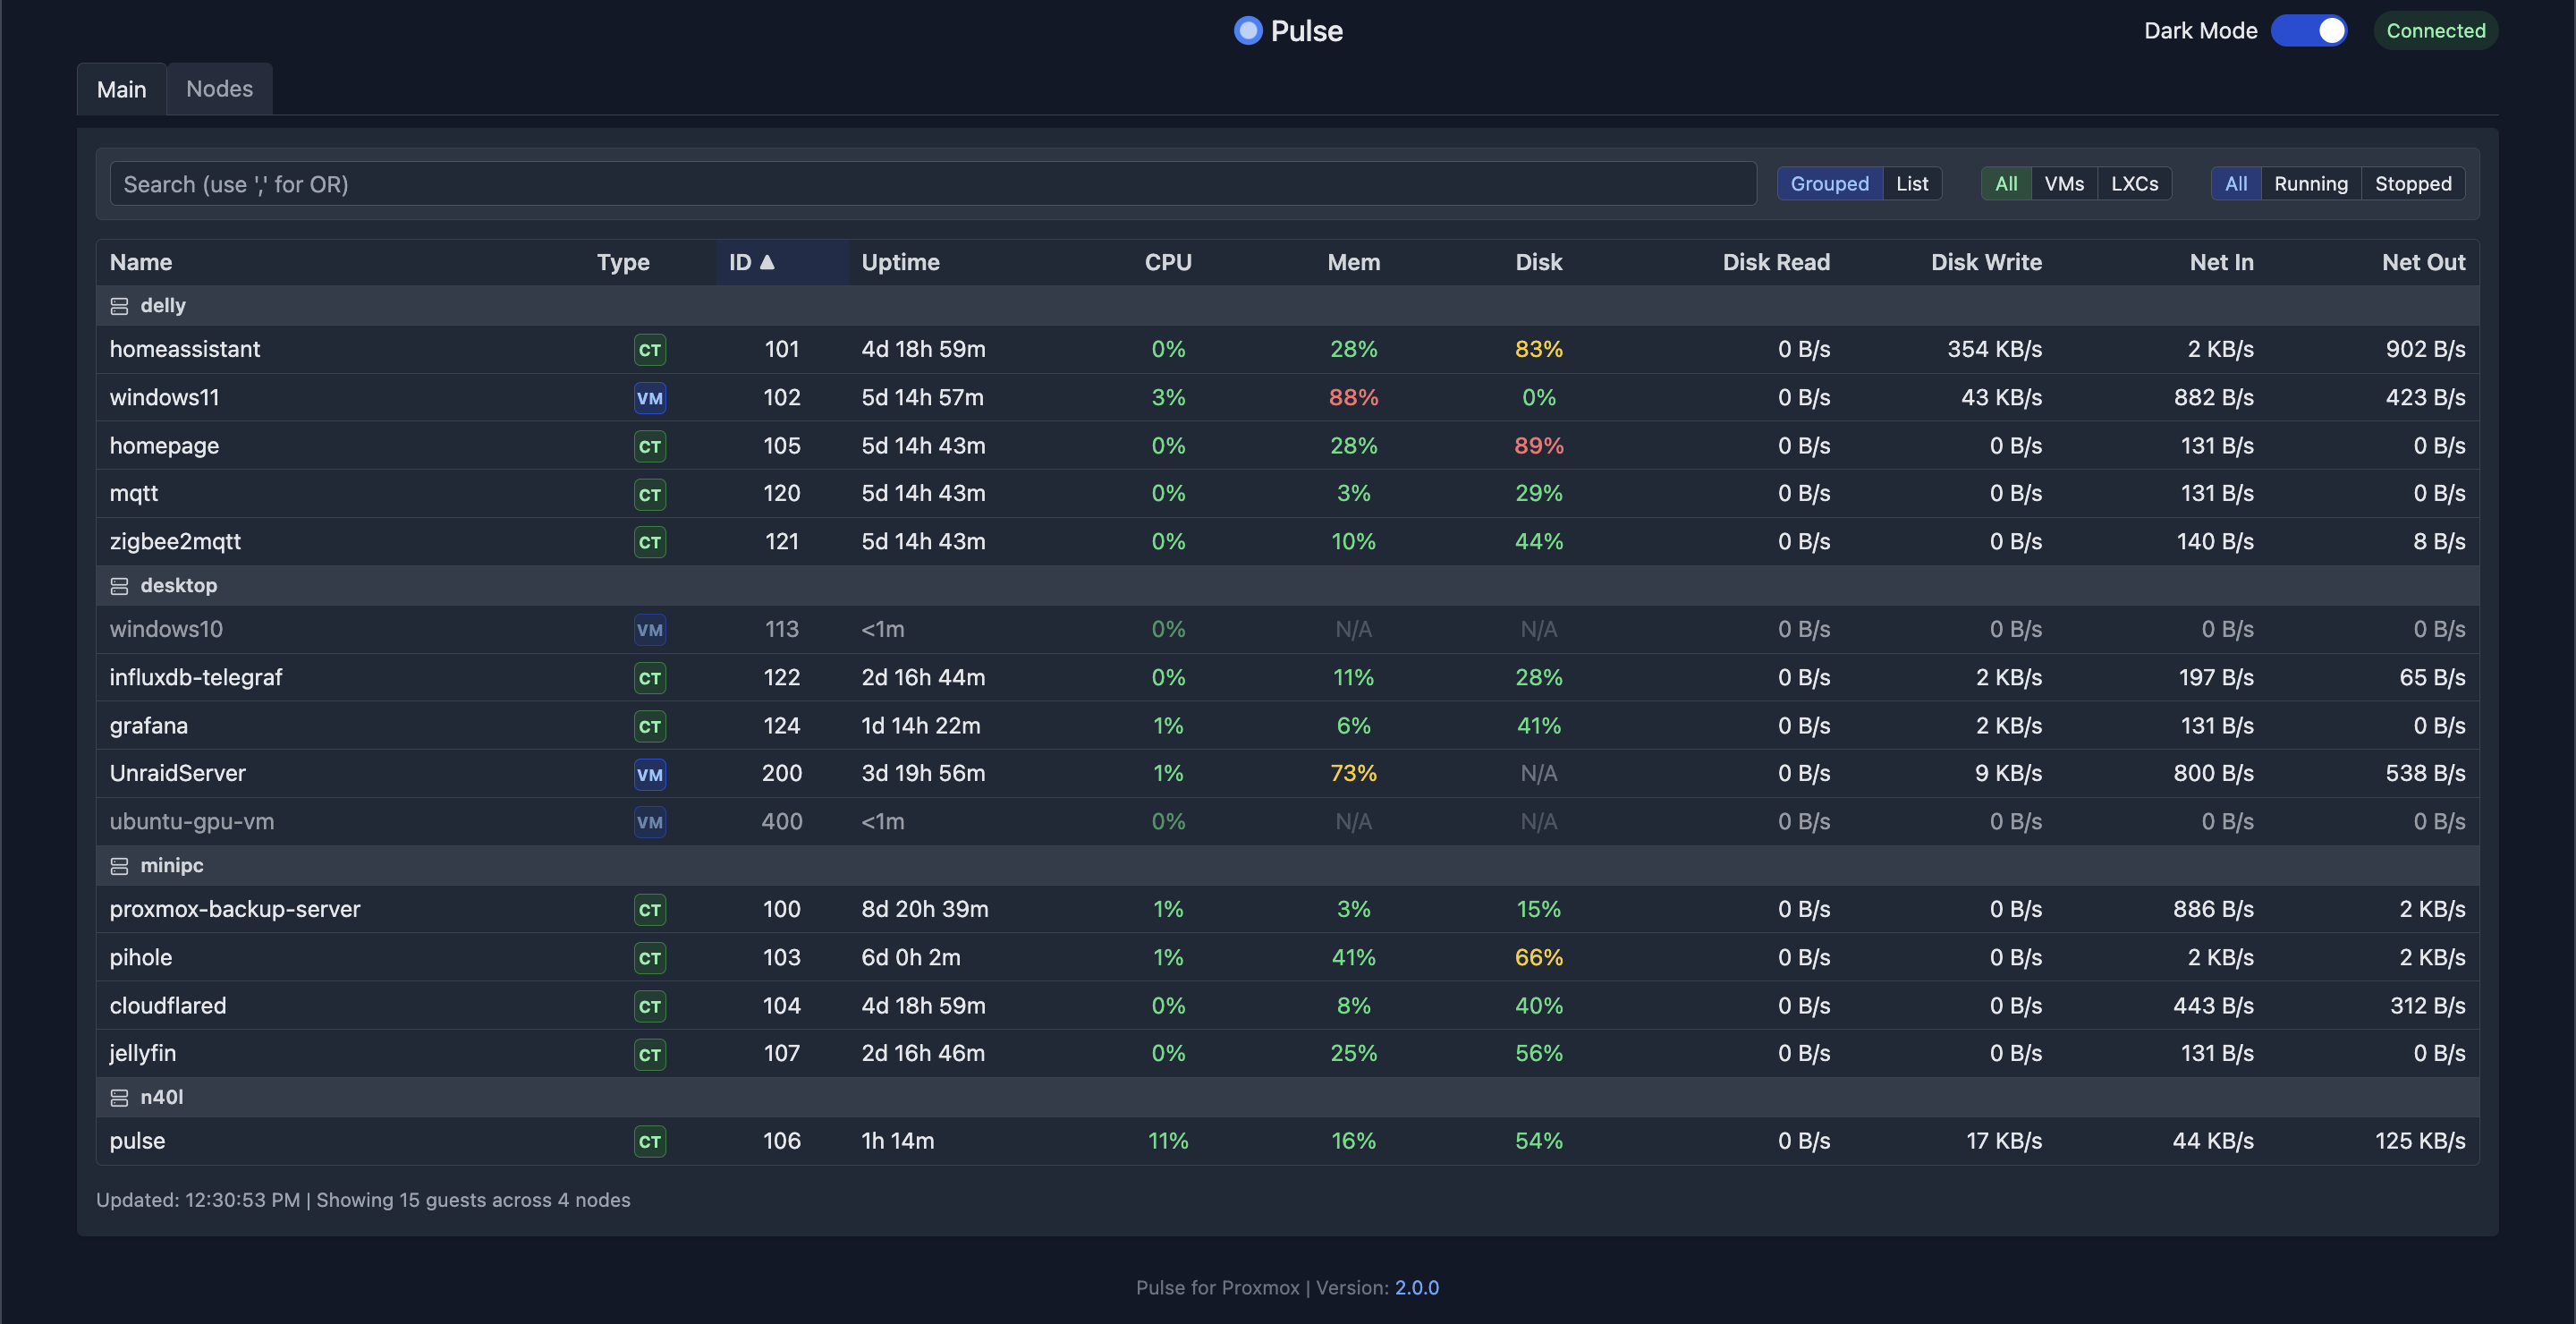 Pulse
Dark Mode Connected
Main Nodes
Search (use ',' for OR) Grouped List All VMs LXCs All Running Stopped
Name Type ID ▲ Uptime CPU Mem Disk Disk Read Disk Write Net In Net Out
delly
homeassistant CT 101 4d 18h 59m 0% 28% 83% 0 B/s 354 KB/s 2 KB/s 902 B/s
windows11 VM 102 5d 14h 57m 3% 88% 0% 0 B/s 43 KB/s 882 B/s 423 B/s
homepage CT 105 5d 14h 43m 0% 28% 89% 0 B/s 0 B/s 131 B/s 0 B/s
mqtt CT 120 5d 14h 43m 0% 3% 29% 0 B/s 0 B/s 131 B/s 0 B/s
zigbee2mqtt CT 121 5d 14h 43m 0% 10% 44% 0 B/s 0 B/s 140 B/s 8 B/s
desktop
windows10 VM 113 <1m 0% N/A N/A 0 B/s 0 B/s 0 B/s 0 B/s
influxdb-telegraf CT 122 2d 16h 44m 0% 11% 28% 0 B/s 2 KB/s 197 B/s 65 B/s
grafana CT 124 1d 14h 22m 1% 6% 41% 0 B/s 2 KB/s 131 B/s 0 B/s
UnraidServer VM 200 3d 19h 56m 1% 73% N/A 0 B/s 9 KB/s 800 B/s 538 B/s
ubuntu-gpu-vm VM 400 <1m 0% N/A N/A 0 B/s 0 B/s 0 B/s 0 B/s
minipc
proxmox-backup-server CT 100 8d 20h 39m 1% 3% 15% 0 B/s 0 B/s 886 B/s 2 KB/s
pihole CT 103 6d 0h 2m 1% 41% 66% 0 B/s 0 B/s 2 KB/s 2 KB/s
cloudflared CT 104 4d 18h 59m 0% 8% 40% 0 B/s 0 B/s 443 B/s 312 B/s
jellyfin CT 107 2d 16h 46m 0% 25% 56% 0 B/s 0 B/s 131 B/s 0 B/s
n40l
pulse CT 106 1h 14m 11% 16% 54% 0 B/s 17 KB/s 44 KB/s 125 KB/s
Updated: 12:30:53 PM | Showing 15 guests across 4 nodes
Pulse for Proxmox | Version: 2.0.0